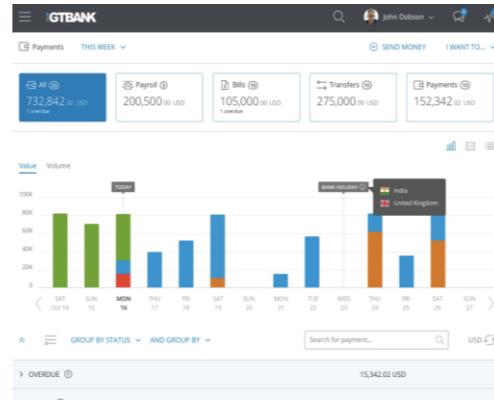 GTBANK John Dobson
Payments THIS WEEK SEND MONEY I WANT TO...
All Payroll Bills Transfers Payments
732,842.02 USD 200,500.00 USD 105,000.00 USD 275,000.00 USD 152,342.02 USD
1 overdue 1 overdue
Value Volume
TODAY BANK HOLIDAY India
United Kingdom
100K
80K
60K
40K
20K
0
SAT SUN MON THU FRI SAT SUN MON TUE WED THU FRI SAT SUN
Oct 14 15 16 17 18 19 20 21 22 23 24 25 26 27
GROUP BY STATUS AND GROUP BY Search for payment... USD
OVERDUE 1 15,342.02 USD